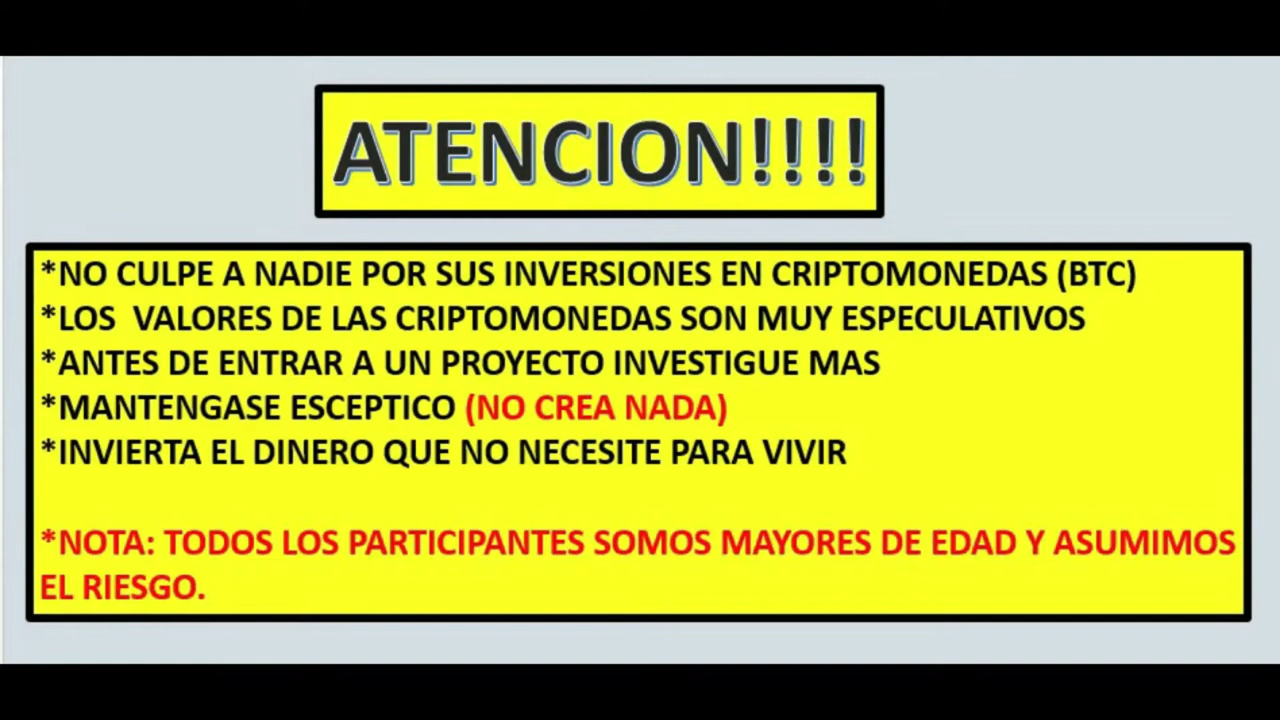 ATENCION!!!!
*NO CULPE A NADIE POR SUS INVERSIONES EN CRIPTOMONEDAS (BTC)
*LOS  VALORES DE LAS CRIPTOMONEDAS SON MUY ESPECULATIVOS
*ANTES DE ENTRAR A UN PROYECTO INVESTIGUE MAS
*MANTENGASE ESCEPTICO (NO CREA NADA)
*INVIERTA EL DINERO QUE NO NECESITE PARA VIVIR
*NOTA: TODOS LOS PARTICIPANTES SOMOS MAYORES DE EDAD Y ASUMIMOS
EL RIESGO.